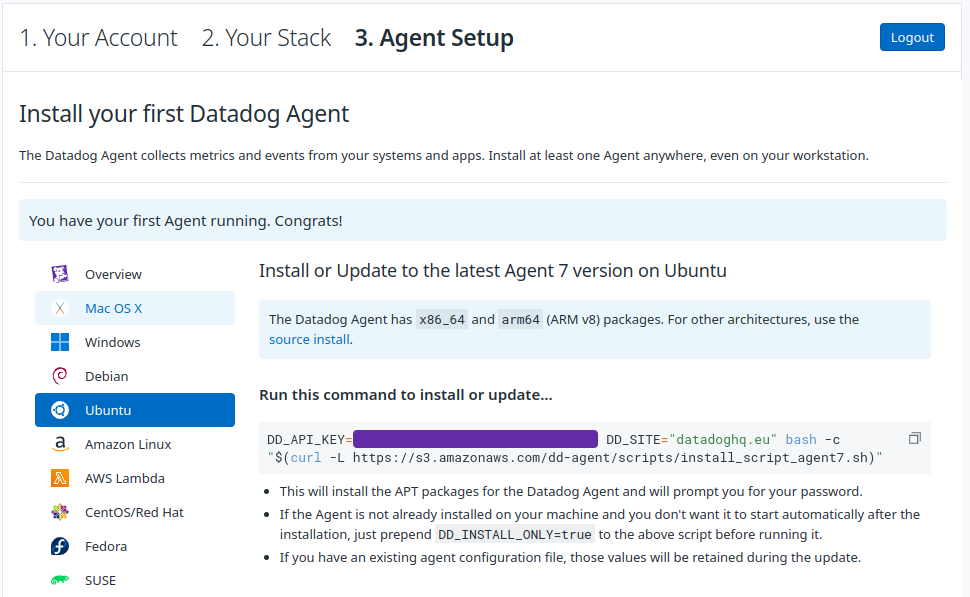 1. Your Account 2. Your Stack 3. Agent Setup Logout
Install your first Datadog Agent
The Datadog Agent collects metrics and events from your systems and apps. Install at least one Agent anywhere, even on your workstation.
You have your first Agent running. Congrats!
Overview
Mac OS X
Windows
Debian
Ubuntu
Amazon Linux
AWS Lambda
CentOS/Red Hat
Fedora
SUSE
Install or Update to the latest Agent 7 version on Ubuntu
The Datadog Agent has x86_64 and arm64 (ARM v8) packages. For other architectures, use the
source install.
Run this command to install or update...
DD_API_KEY= DD_SITE="datadoghq.eu" bash -c
"$(curl -L https://s3.amazonaws.com/dd-agent/scripts/install_script_agent7.sh)"
• This will install the APT packages for the Datadog Agent and will prompt you for your password.
• If the Agent is not already installed on your machine and you don't want it to start automatically after the
installation, just prepend DD_INSTALL_ONLY=true to the above script before running it.
• If you have an existing agent configuration file, those values will be retained during the update.